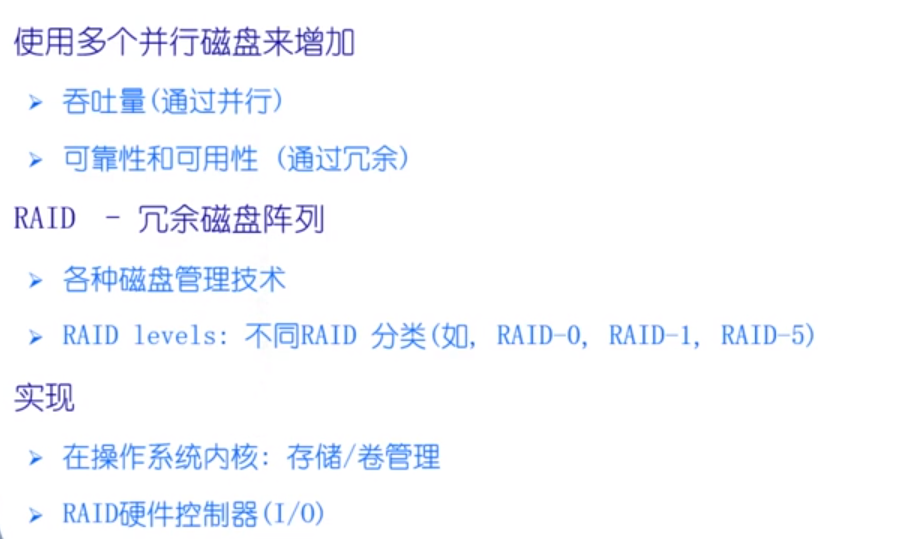 使用多个并行磁盘来增加
➢ 吞吐量(通过并行)
➢ 可靠性和可用性 (通过冗余)
RAID - 冗余磁盘阵列
➢ 各种磁盘管理技术
➢ RAID levels: 不同RAID 分类(如, RAID-0, RAID-1, RAID-5)
实现
➢ 在操作系统内核: 存储/卷管理
➢ RAID硬件控制器(I/O)